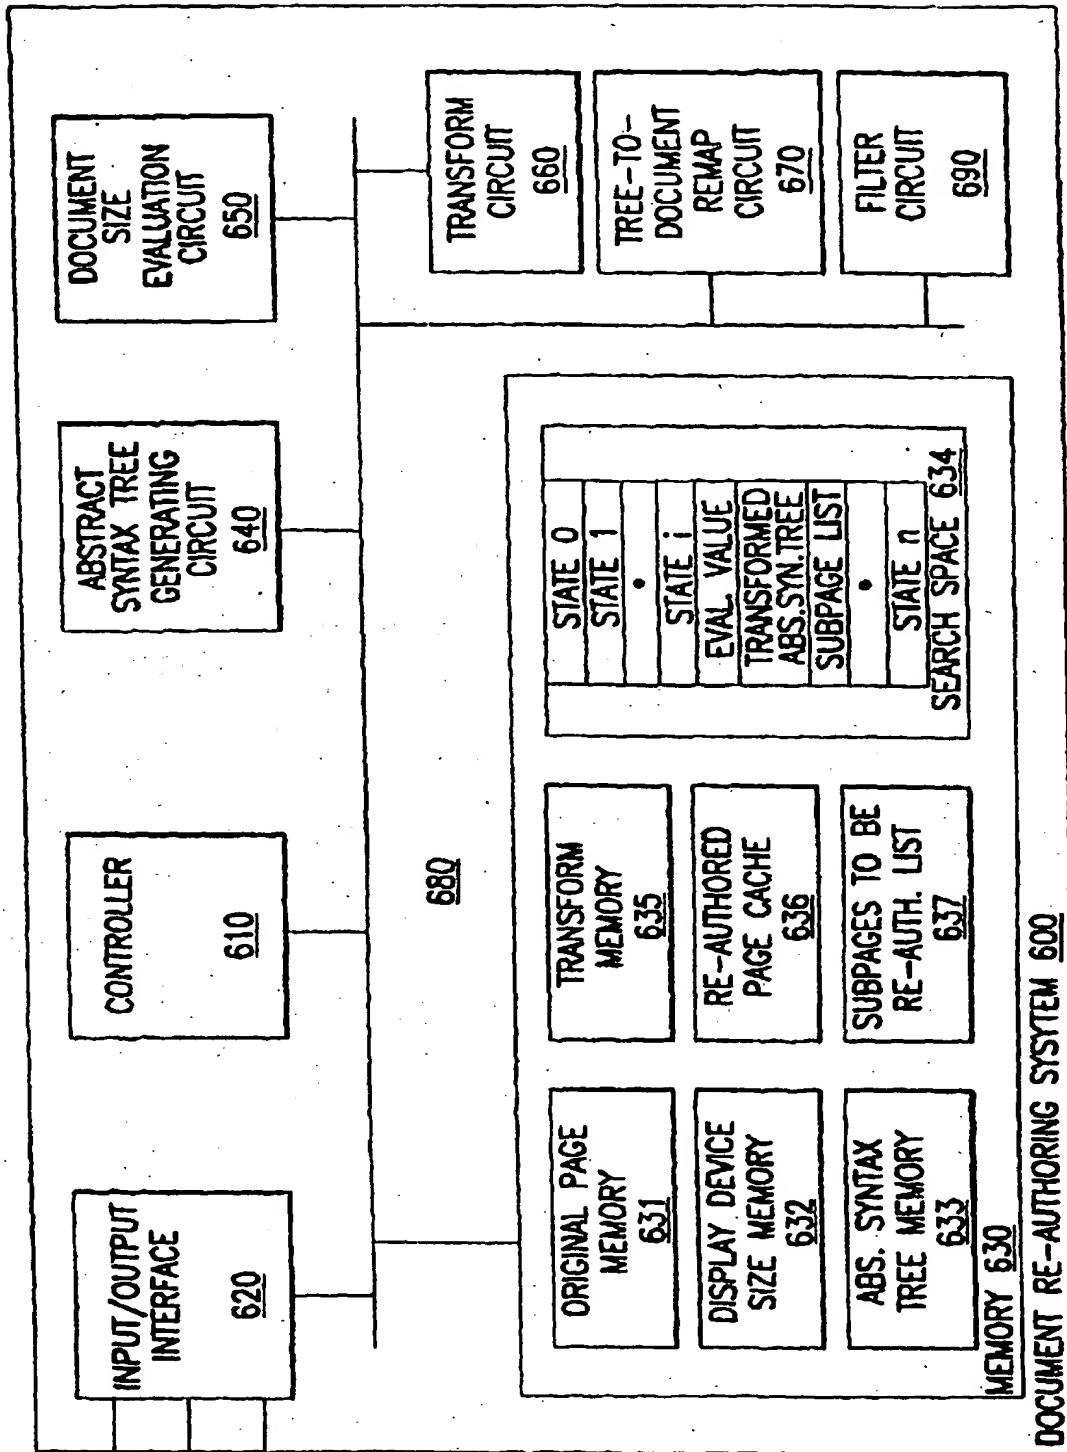 INPUT/OUTPUT
INTERFACE
620
CONTROLLER
610
ABSTRACT
SYNTAX TREE
GENERATING
CIRCUIT
640
DOCUMENT
SIZE
EVALUATION
CIRCUIT
650
680
TRANSFORM
CIRCUIT
660
TREE-TO-
DOCUMENT
REMAP
CIRCUIT
670
FILTER
CIRCUIT
690
ORIGINAL PAGE
MEMORY
631
DISPLAY DEVICE
SIZE MEMORY
632
ABS. SYNTAX
TREE MEMORY
633
TRANSFORM
MEMORY
635
RE-AUTHORED
PAGE CACHE
636
SUBPAGES TO BE
RE-AUTH. LIST
637
STATE 0
STATE 1
•
STATE i
EVAL. VALUE
TRANSFORMED
ABS.SYN.TREE
SUBPAGE LIST
•
STATE n
SEARCH SPACE 634
MEMORY 630
DOCUMENT RE-AUTHORING SYSYTEM 600